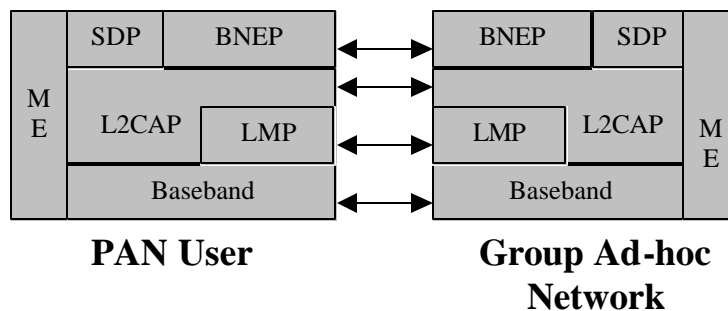 SDP BNEP BNEP SDP
M
E
L2CAP LMP LMP L2CAP
M
E
Baseband Baseband
PAN User
Group Ad-hoc
Network